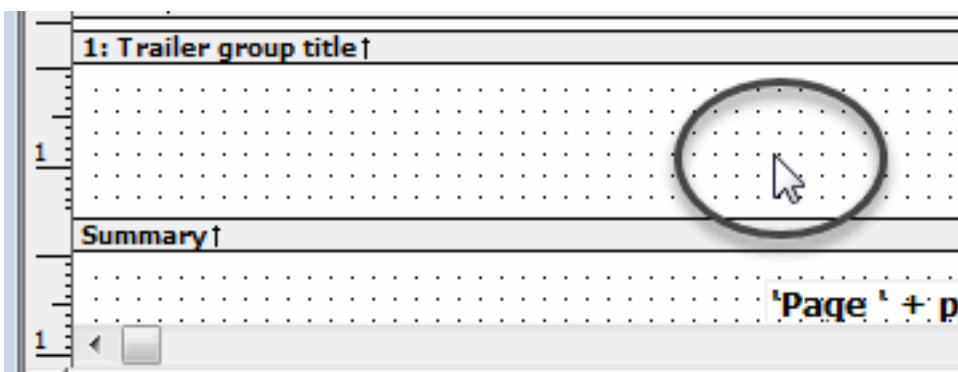 1: Trailer group title↑
1
Summary↑
'Page ' + p
1